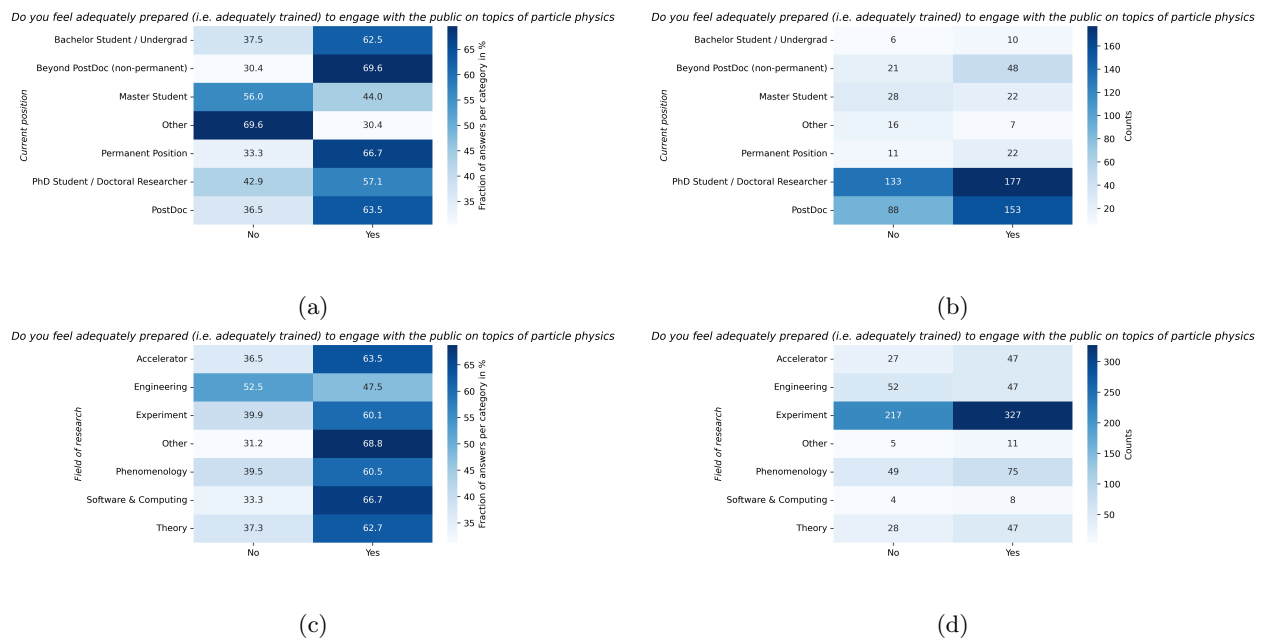 Do you feel adequately prepared (i.e. adequately trained) to engage with the public on topics of particle physics
Current position
Bachelor Student / Undergrad 37.5 62.5
Beyond PostDoc (non-permanent) 30.4 69.6
Master Student 56.0 44.0
Other 69.6 30.4
Permanent Position 33.3 66.7
PhD Student / Doctoral Researcher 42.9 57.1
PostDoc 36.5 63.5
No Yes
65
60
55
50
45
40
35
Fraction of answers per category in %
(a)
Do you feel adequately prepared (i.e. adequately trained) to engage with the public on topics of particle physics
Current position
Bachelor Student / Undergrad 6 10
Beyond PostDoc (non-permanent) 21 48
Master Student 28 22
Other 16 7
Permanent Position 11 22
PhD Student / Doctoral Researcher 133 177
PostDoc 88 153
No Yes
160
140
120
100
80
60
40
20
Counts
(b)
Do you feel adequately prepared (i.e. adequately trained) to engage with the public on topics of particle physics
Field of research
Accelerator 36.5 63.5
Engineering 52.5 47.5
Experiment 39.9 60.1
Other 31.2 68.8
Phenomenology 39.5 60.5
Software & Computing 33.3 66.7
Theory 37.3 62.7
No Yes
65
60
55
50
45
40
35
Fraction of answers per category in %
(c)
Do you feel adequately prepared (i.e. adequately trained) to engage with the public on topics of particle physics
Field of research
Accelerator 27 47
Engineering 52 47
Experiment 217 327
Other 5 11
Phenomenology 49 75
Software & Computing 4 8
Theory 28 47
No Yes
300
250
200
150
100
50
Counts
(d)